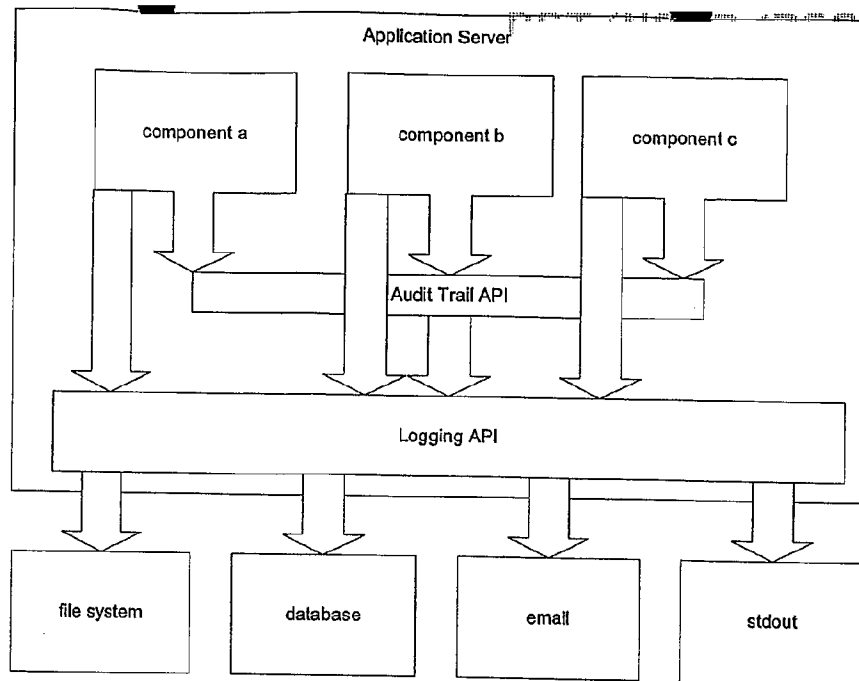 Application Server
component a
component b
component c
Audit Trail API
Logging API
file system
database
email
stdout